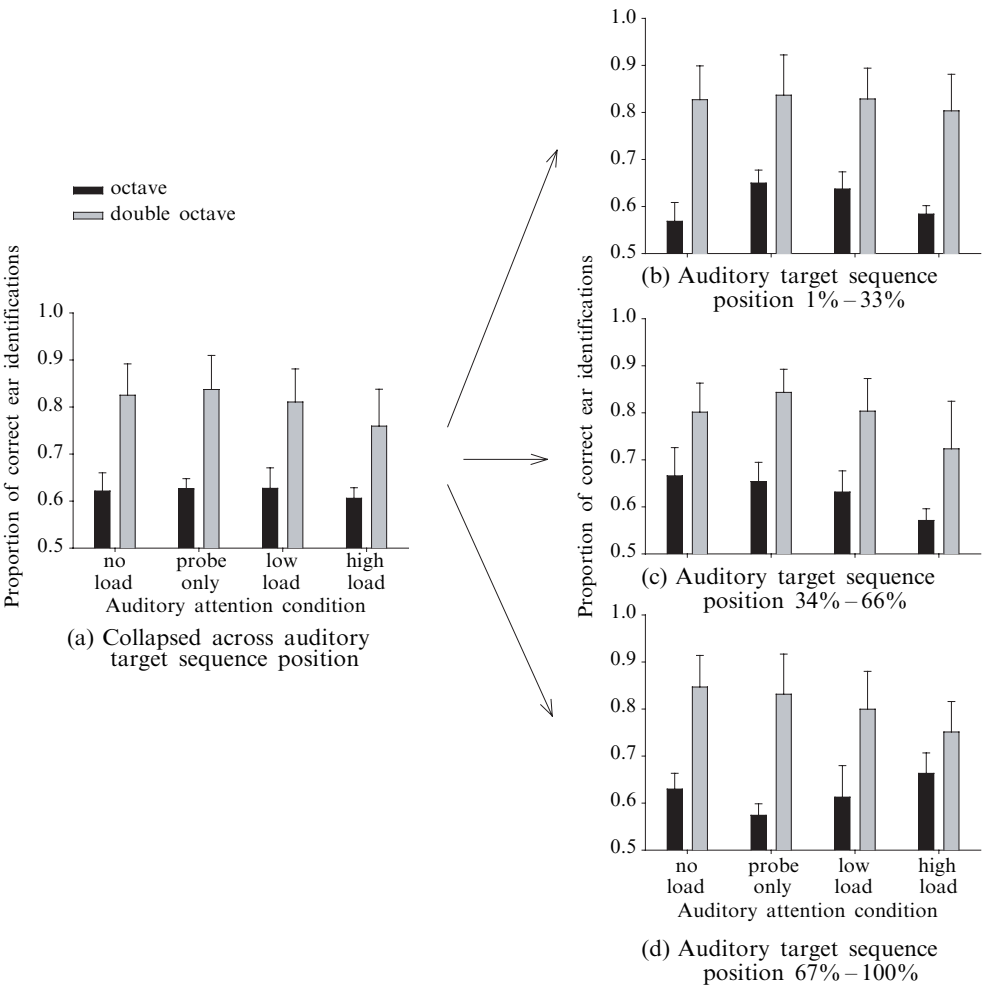 octave
double octave
Proportion of correct ear identifications
1.0
0.9
0.8
0.7
0.6
0.5
no load
probe only
low load
high load
Auditory attention condition
(a) Collapsed across auditory
target sequence position
Proportion of correct ear identifications
1.0
0.9
0.8
0.7
0.6
0.5
(b) Auditory target sequence
position 1%–33%
1.0
0.9
0.8
0.7
0.6
0.5
(c) Auditory target sequence
position 34%–66%
1.0
0.9
0.8
0.7
0.6
0.5
no load
probe only
low load
high load
Auditory attention condition
(d) Auditory target sequence
position 67%–100%